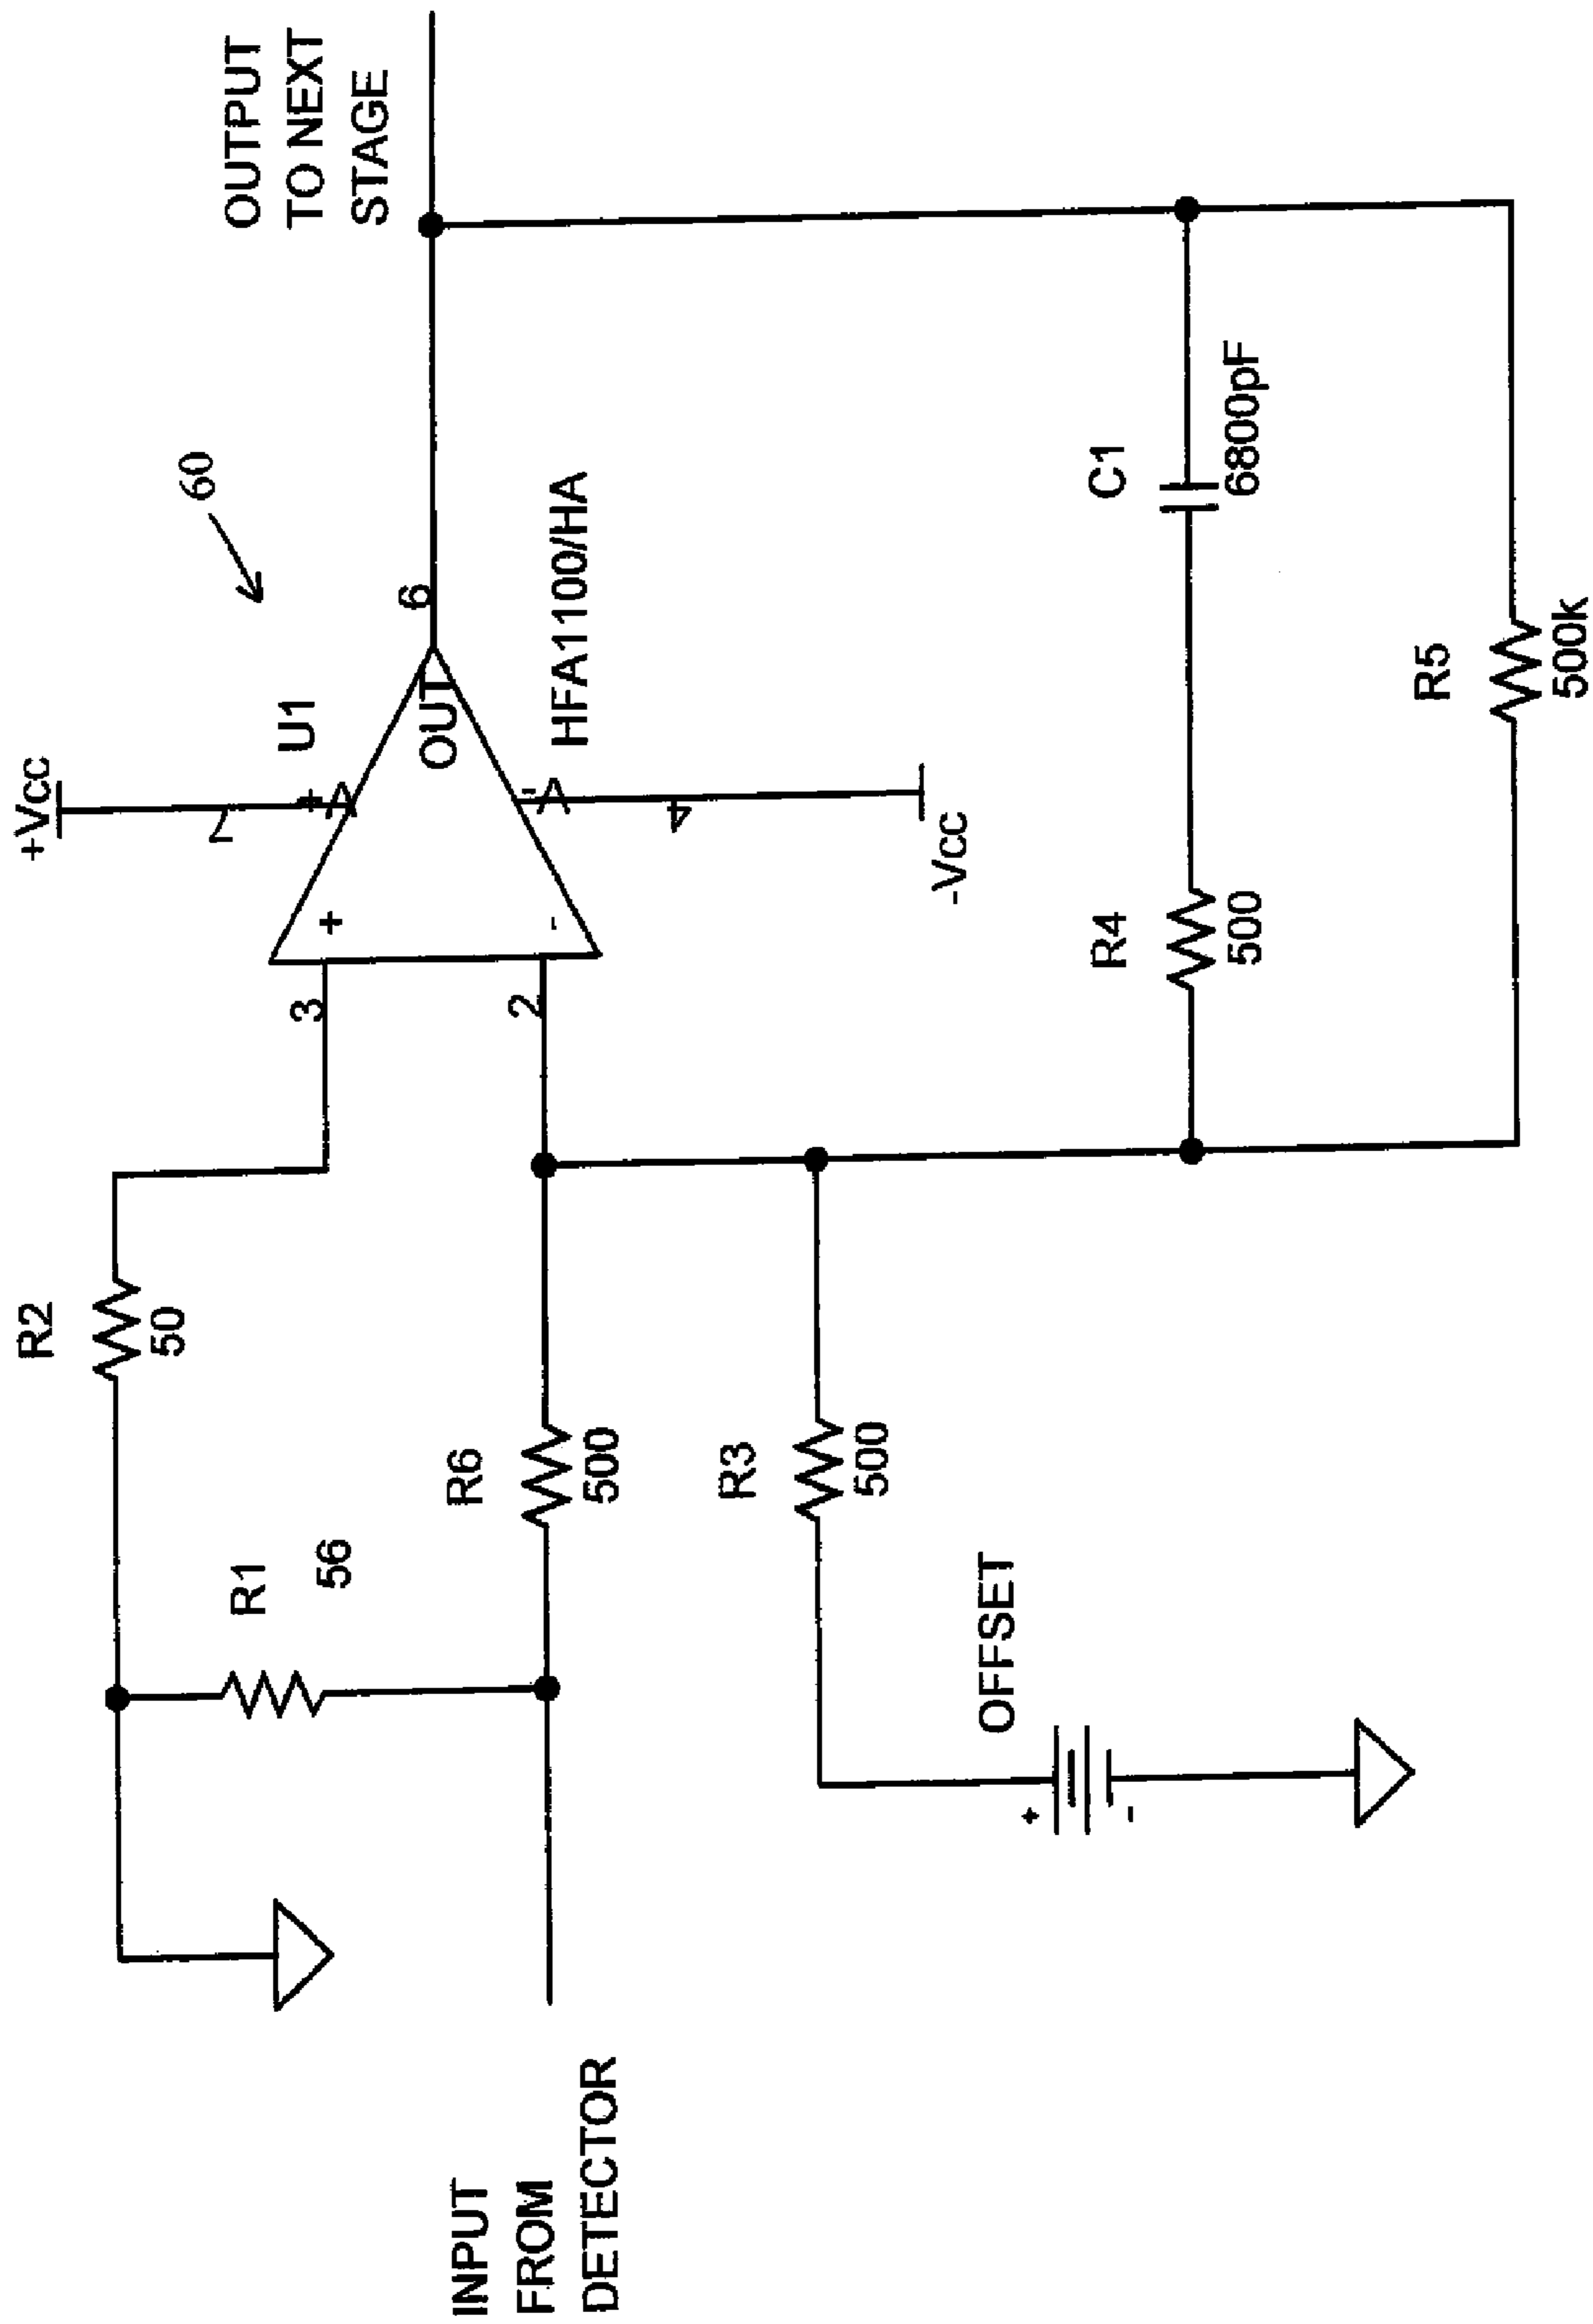 +Vcc
60
OUTPUT
TO NEXT
STAGE
U1
7
+
R2
50
3
+
OUT
6
R1
56
2
-
-
HFA1100/HA
4
INPUT
FROM
DETECTOR
R6
500
-Vcc
R3
500
OFFSET
+
-
R4
500
C1
6800pF
R5
500k